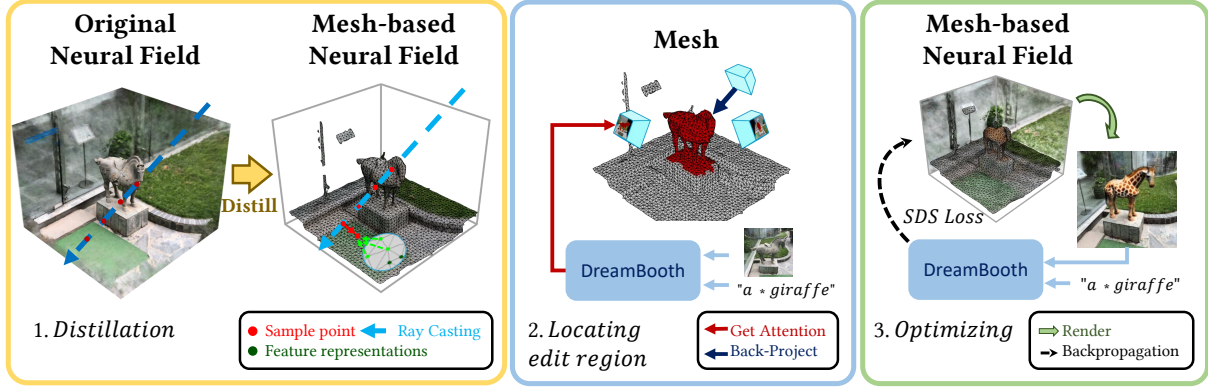 Original
Neural Field
Mesh-based
Neural Field
Distill
1. Distillation
Sample point
Ray Casting
Feature representations
Mesh
DreamBooth
"a * giraffe"
2. Locating
edit region
Get Attention
Back-Project
Mesh-based
Neural Field
SDS Loss
DreamBooth
"a * giraffe"
3. Optimizing
Render
Backpropagation